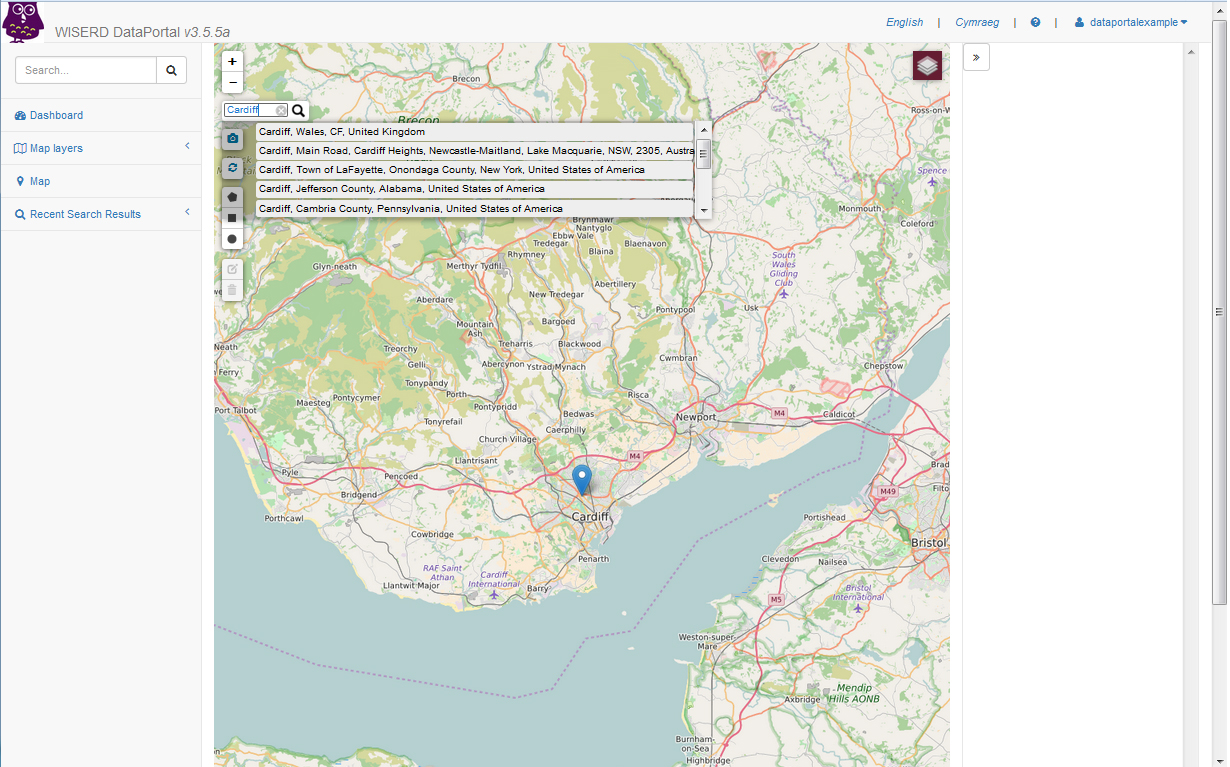 WISERD DataPortal v3.5.5a
English | Cymraeg | ? | dataportalexample
Search...
Dashboard
Map layers
Map
Recent Search Results
+
−
Cardiff
Cardiff, Wales, CF, United Kingdom
Cardiff, Main Road, Cardiff Heights, Newcastle-Maitland, Lake Macquarie, NSW, 2305, Austra
Cardiff, Town of LaFayette, Onondaga County, New York, United States of America
Cardiff, Jefferson County, Alabama, United States of America
Cardiff, Cambria County, Pennsylvania, United States of America
»
Brecon
Brecon
Ross-on-W
Spence
Monmouth
Coleford
Brynmawr
Nantyglo
Ebbw Vale
Tredegar
Blaina
Blaenavon
Rhymney
Glyn-neath
Merthyr Tydfil
South
Wales
Gliding
Club
Abertillery
New Tredegar
Aberdare
Pontypool
Usk
Mountain
Ash
Bargoed
Treharris
Blackwood
Neath
Treorchy
Gelli
Abercynon
Ystrad Mynach
Cwmbran
Chepstow
n Ferry
Tonypandy
Porth
Risca
Maesteg
Pontycymer
Pontypridd
Port Talbot
Bedwas
Newport
M4
Caldicot
Tonyrefail
Caerphilly
Church Village
M4
Llantrisant
Pyle
Pencoed
Brad
Bridgend
M49
Filto
Porthcawl
Cardiff
Portishead
Cowbridge
Bristol
Penarth
Clevedon
Nailsea
RAF Saint
Athan
Cardiff
International
Llantwit Major
Barry
Bristol
International
M5
Weston-super-
Mare
Mendip
Hills AONB
Axbridge
Burnham-
on-Sea
Highbridge